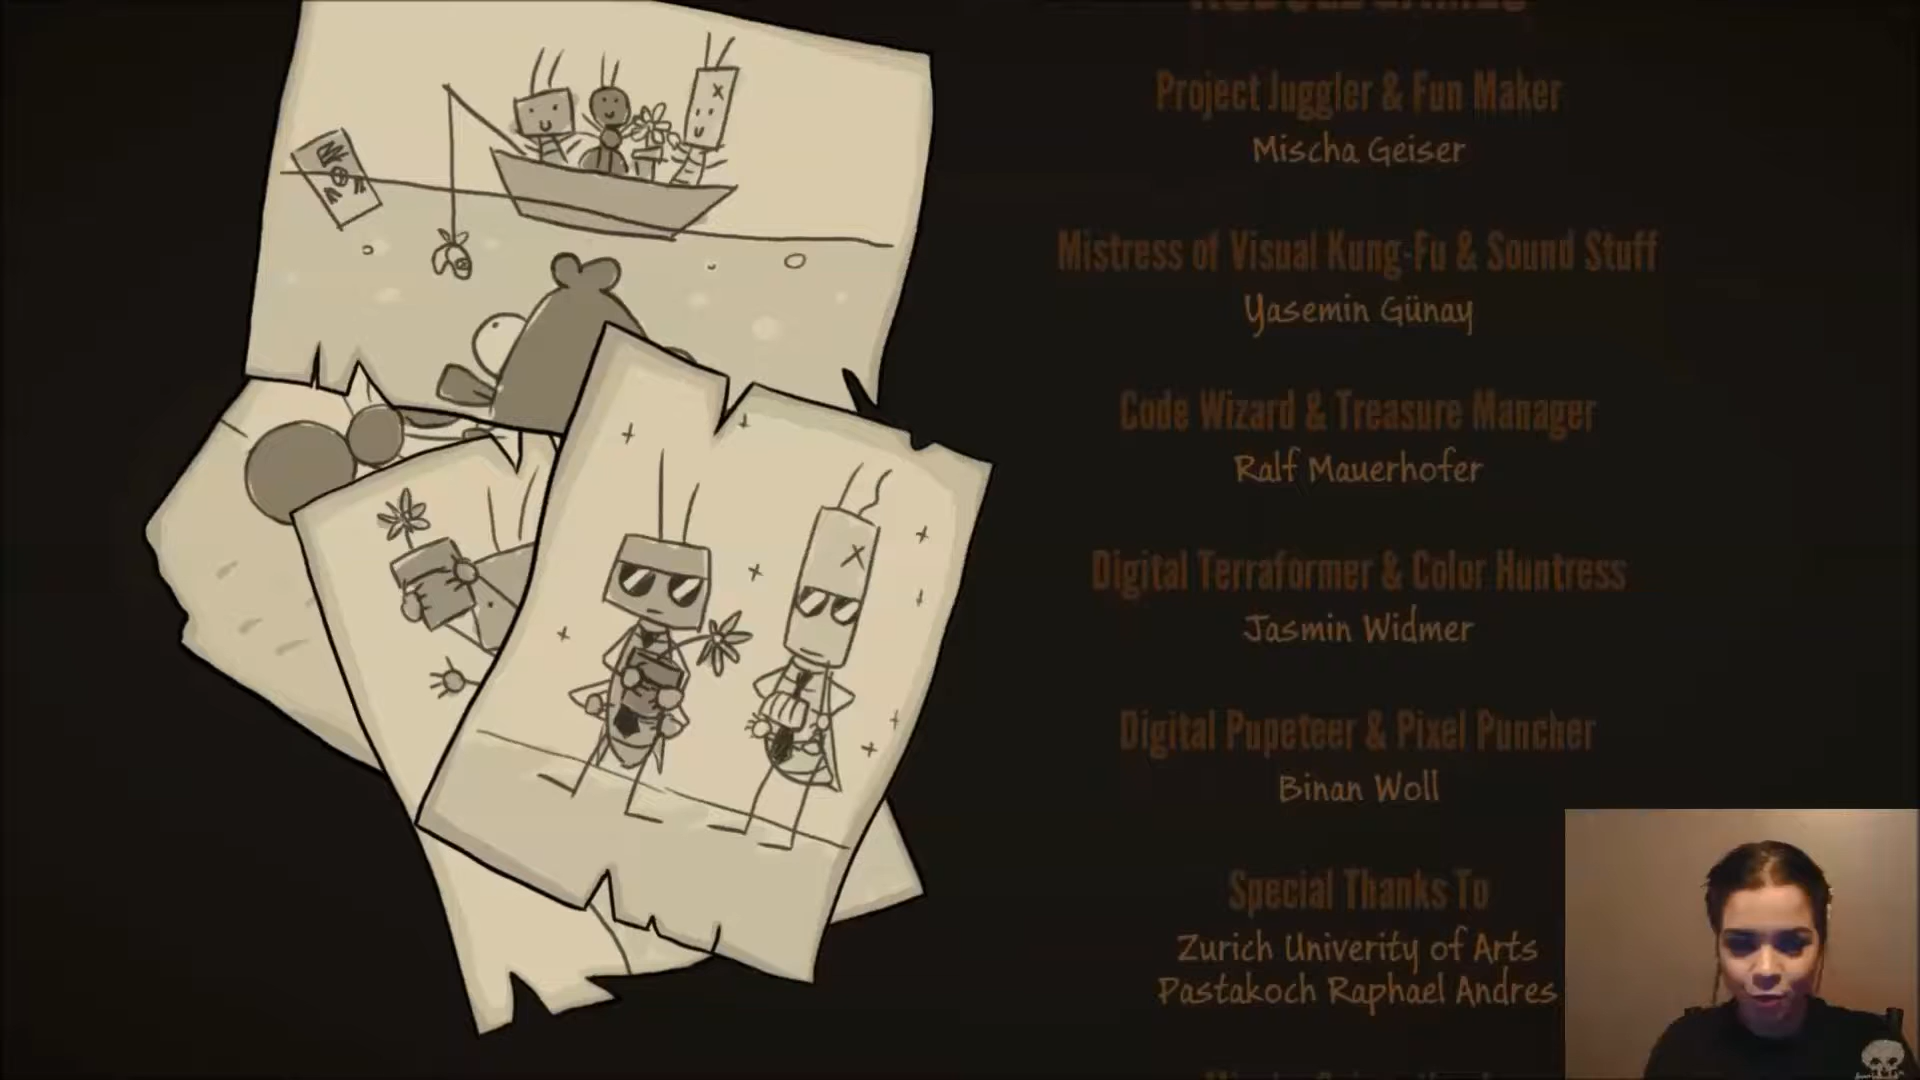 Project Juggler & Fun Maker
Mischa Geiser
Mistress of Visual Kung-Fu & Sound Stuff
Yasemin Günay
Code Wizard & Treasure Manager
Ralf Mauerhofer
Digital Terraformer & Color Huntress
Jasmin Widmer
Digital Pupeteer & Pixel Puncher
Binan Woll
Special Thanks To
Zurich Univerity of Arts
Pastakoch Raphael Andres